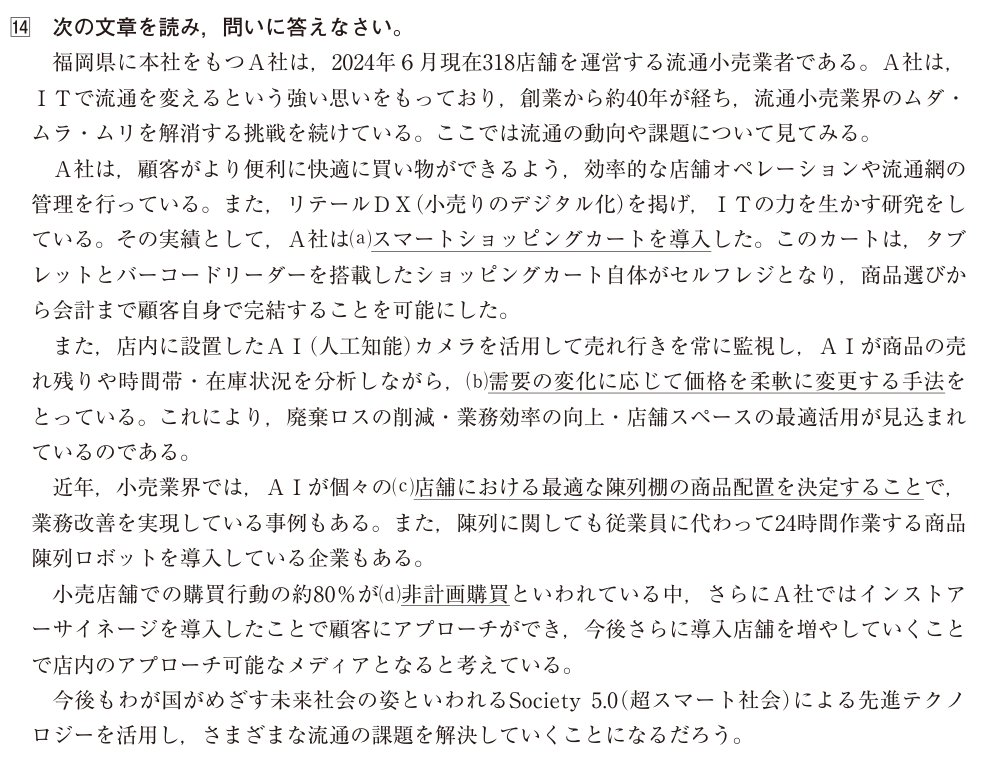 14 次の文章を読み，問いに答えなさい。
福岡県に本社をもつＡ社は，2024年６月現在318店舗を運営する流通小売業者である。Ａ社は，
ＩＴで流通を変えるという強い思いをもっており，創業から約40年が経ち，流通小売業界のムダ・
ムラ・ムリを解消する挑戦を続けている。ここでは流通の動向や課題について見てみる。
Ａ社は，顧客がより便利に快適に買い物ができるよう，効率的な店舗オペレーションや流通網の
管理を行っている。また，リテールＤＸ(小売りのデジタル化)を掲げ，ＩＴの力を生かす研究をし
ている。その実績として，Ａ社は(a)スマートショッピングカートを導入した。このカートは，タブ
レットとバーコードリーダーを搭載したショッピングカート自体がセルフレジとなり，商品選びか
ら会計まで顧客自身で完結することを可能にした。
また，店内に設置したＡＩ(人工知能)カメラを活用して売れ行きを常に監視し，ＡＩが商品の売
れ残りや時間帯・在庫状況を分析しながら，(b)需要の変化に応じて価格を柔軟に変更する手法を
とっている。これにより，廃棄ロスの削減・業務効率の向上・店舗スペースの最適活用が見込まれ
ているのである。
近年，小売業界では，ＡＩが個々の(c)店舗における最適な陳列棚の商品配置を決定することで，
業務改善を実現している事例もある。また，陳列に関しても従業員に代わって24時間作業する商品
陳列ロボットを導入している企業もある。
小売店舗での購買行動の約80％が(d)非計画購買といわれている中，さらにＡ社ではインストア
ーサイネージを導入したことで顧客にアプローチができ，今後さらに導入店舗を増やしていくこと
で店内のアプローチ可能なメディアとなると考えている。
今後もわが国がめざす未来社会の姿といわれるSociety 5.0(超スマート社会)による先進テクノ
ロジーを活用し，さまざまな流通の課題を解決していくことになるだろう。